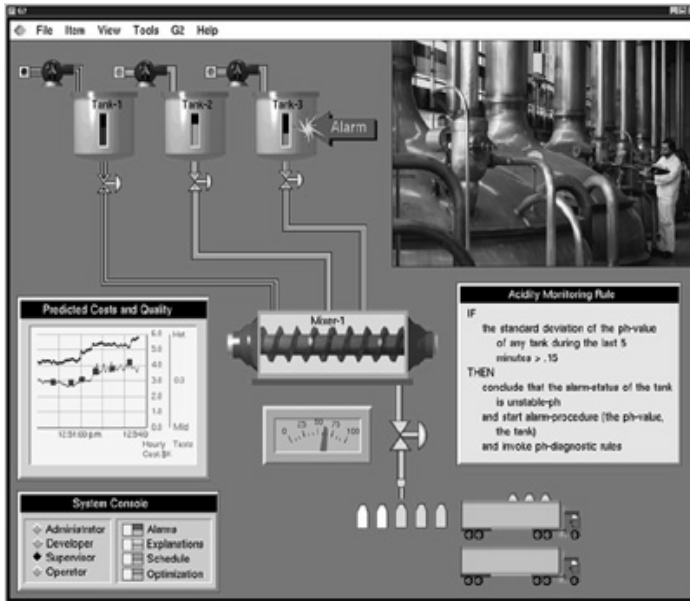 G2
File Item View Tools G2 Help
Tank-1
Tank-2
Tank-3
Alarm
Predicted Costs and Quality
6.0 Hot
5.0
4.0
3.0
2.0
1.0
0.0 Mild
12:51:00 p.m.
Hourly Taste
Cost $K
Mixer-1
0 25 50 75 100
Acidity Monitoring Rule
IF
the standard deviation of the ph-value
of any tank during the last 5
minutes > .15
THEN
conclude that the alarm-status of the tank
is unstable-ph
and start alarm-procedure (the ph-value,
the tank)
and invoke ph-diagnostic rules
System Console
Administrator
Developer
Supervisor
Operator
Alarms
Explanations
Schedule
Optimization